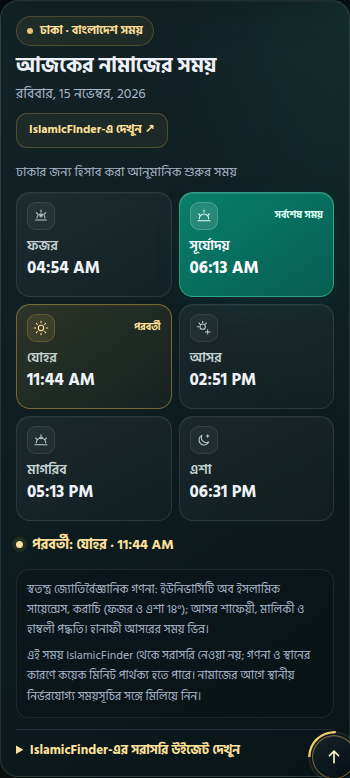 ঢাকা · বাংলাদেশ সময়
আজকের নামাজের সময়
রবিবার, 15 নভেম্বর, 2026
IslamicFinder-এ দেখুন ↗
ঢাকার জন্য হিসাব করা আনুমানিক শুরুর সময়
ফজর
04:54 AM
সর্বশেষ সময়
সূর্যোদয়
06:13 AM
পরবর্তী
যোহর
11:44 AM
আসর
02:51 PM
মাগরিব
05:13 PM
এশা
06:31 PM
পরবর্তী: যোহর · 11:44 AM
স্বতন্ত্র জ্যোতির্বৈজ্ঞানিক গণনা: ইউনিভার্সিটি অব ইসলামিক
সায়েন্সেস, করাচি (ফজর ও এশা 18°); আসর শাফেয়ী, মালিকী ও
হাম্বলী পদ্ধতি। হানাফী আসরের সময় ভিন্ন।
এই সময় IslamicFinder থেকে সরাসরি নেওয়া নয়; গণনা ও স্থানের
কারণে কয়েক মিনিট পার্থক্য হতে পারে। নামাজের আগে স্থানীয়
নির্ভরযোগ্য সময়সূচির সঙ্গে মিলিয়ে নিন।
▶ IslamicFinder-এর সরাসরি উইজেট দেখুন